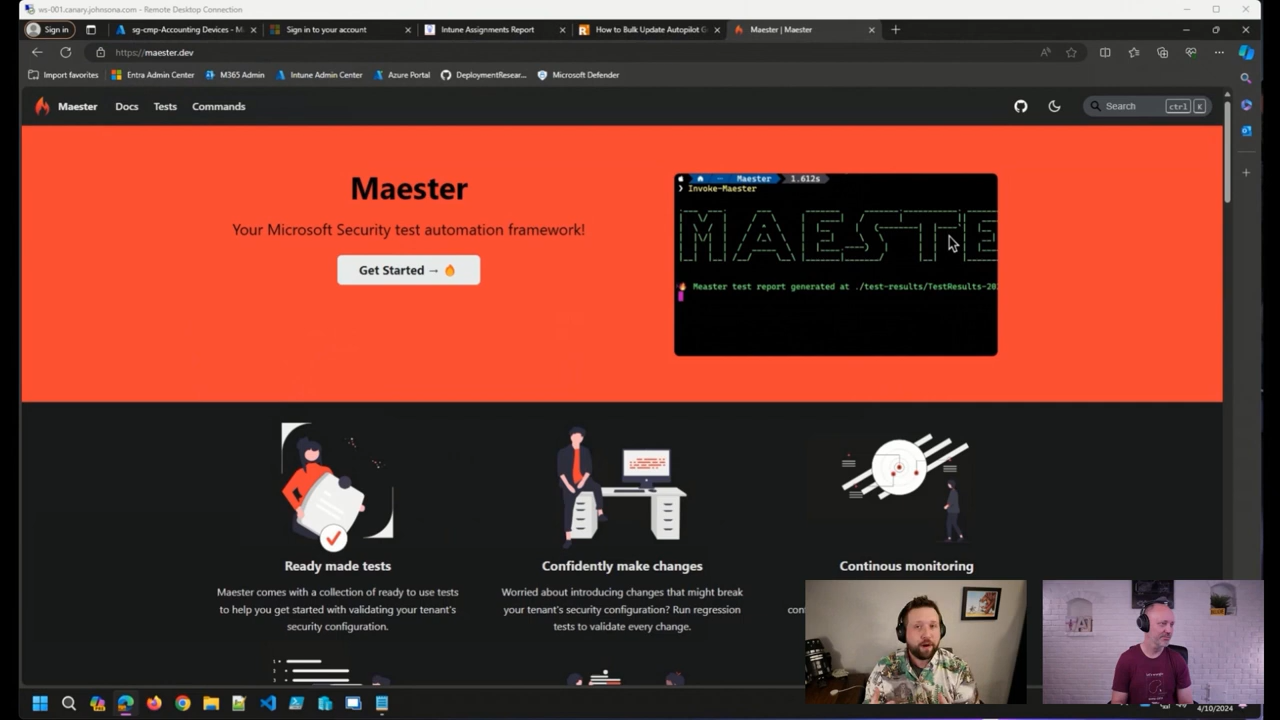 ws-001.canary.johnsona.com - Remote Desktop Connection
Sign in
sg-cmp-Accounting Devices - M
Sign in to your account
Intune Assignments Report
How to Bulk Update Autopilot G
Maester | Maester
https://maester.dev
Import favorites
Entra Admin Center
M365 Admin
Intune Admin Center
Azure Portal
DeploymentResear...
Microsoft Defender
Maester
Docs
Tests
Commands
Search
ctrl
K
Maester
Your Microsoft Security test automation framework!
Get Started →
Maester
1.612s
❯ Invoke-Maester
MAESTE
Measter test report generated at ./test-results/TestResults-20
Ready made tests
Maester comes with a collection of ready to use tests
to help you get started with validating your tenant's
security configuration.
Confidently make changes
Worried about introducing changes that might break
your tenant's security configuration? Run regression
tests to validate every change.
Continous monitoring
4/10/2024